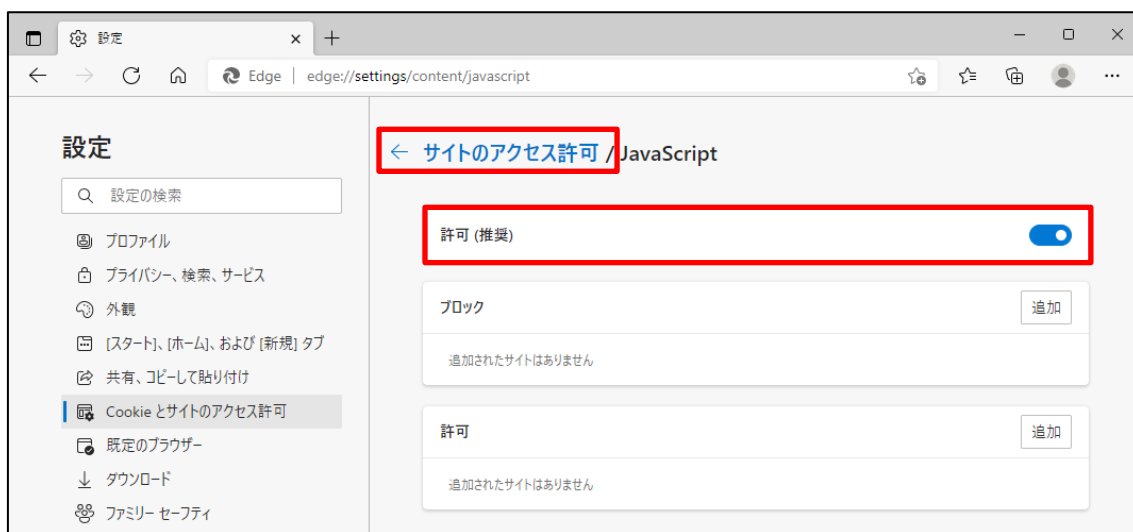 設定
Edge | edge://settings/content/javascript
設定
設定の検索
プロファイル
プライバシー、検索、サービス
外観
[スタート]、[ホーム]、および [新規] タブ
共有、コピーして貼り付け
Cookie とサイトのアクセス許可
既定のブラウザー
ダウンロード
ファミリー セーフティ
サイトのアクセス許可 / JavaScript
許可 (推奨)
ブロック
追加
追加されたサイトはありません
許可
追加
追加されたサイトはありません